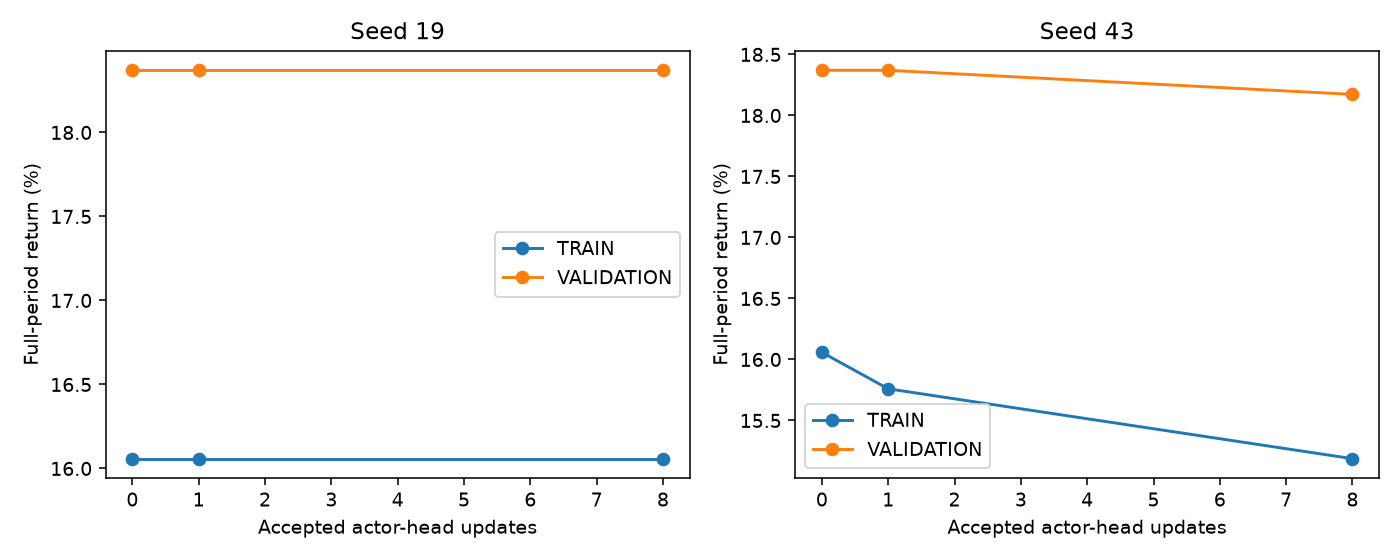 Seed 19
Full-period return (%)
18.0
17.5
17.0
16.5
16.0
TRAIN
VALIDATION
0 1 2 3 4 5 6 7 8
Accepted actor-head updates
Seed 43
Full-period return (%)
18.5
18.0
17.5
17.0
16.5
16.0
15.5
TRAIN
VALIDATION
0 1 2 3 4 5 6 7 8
Accepted actor-head updates